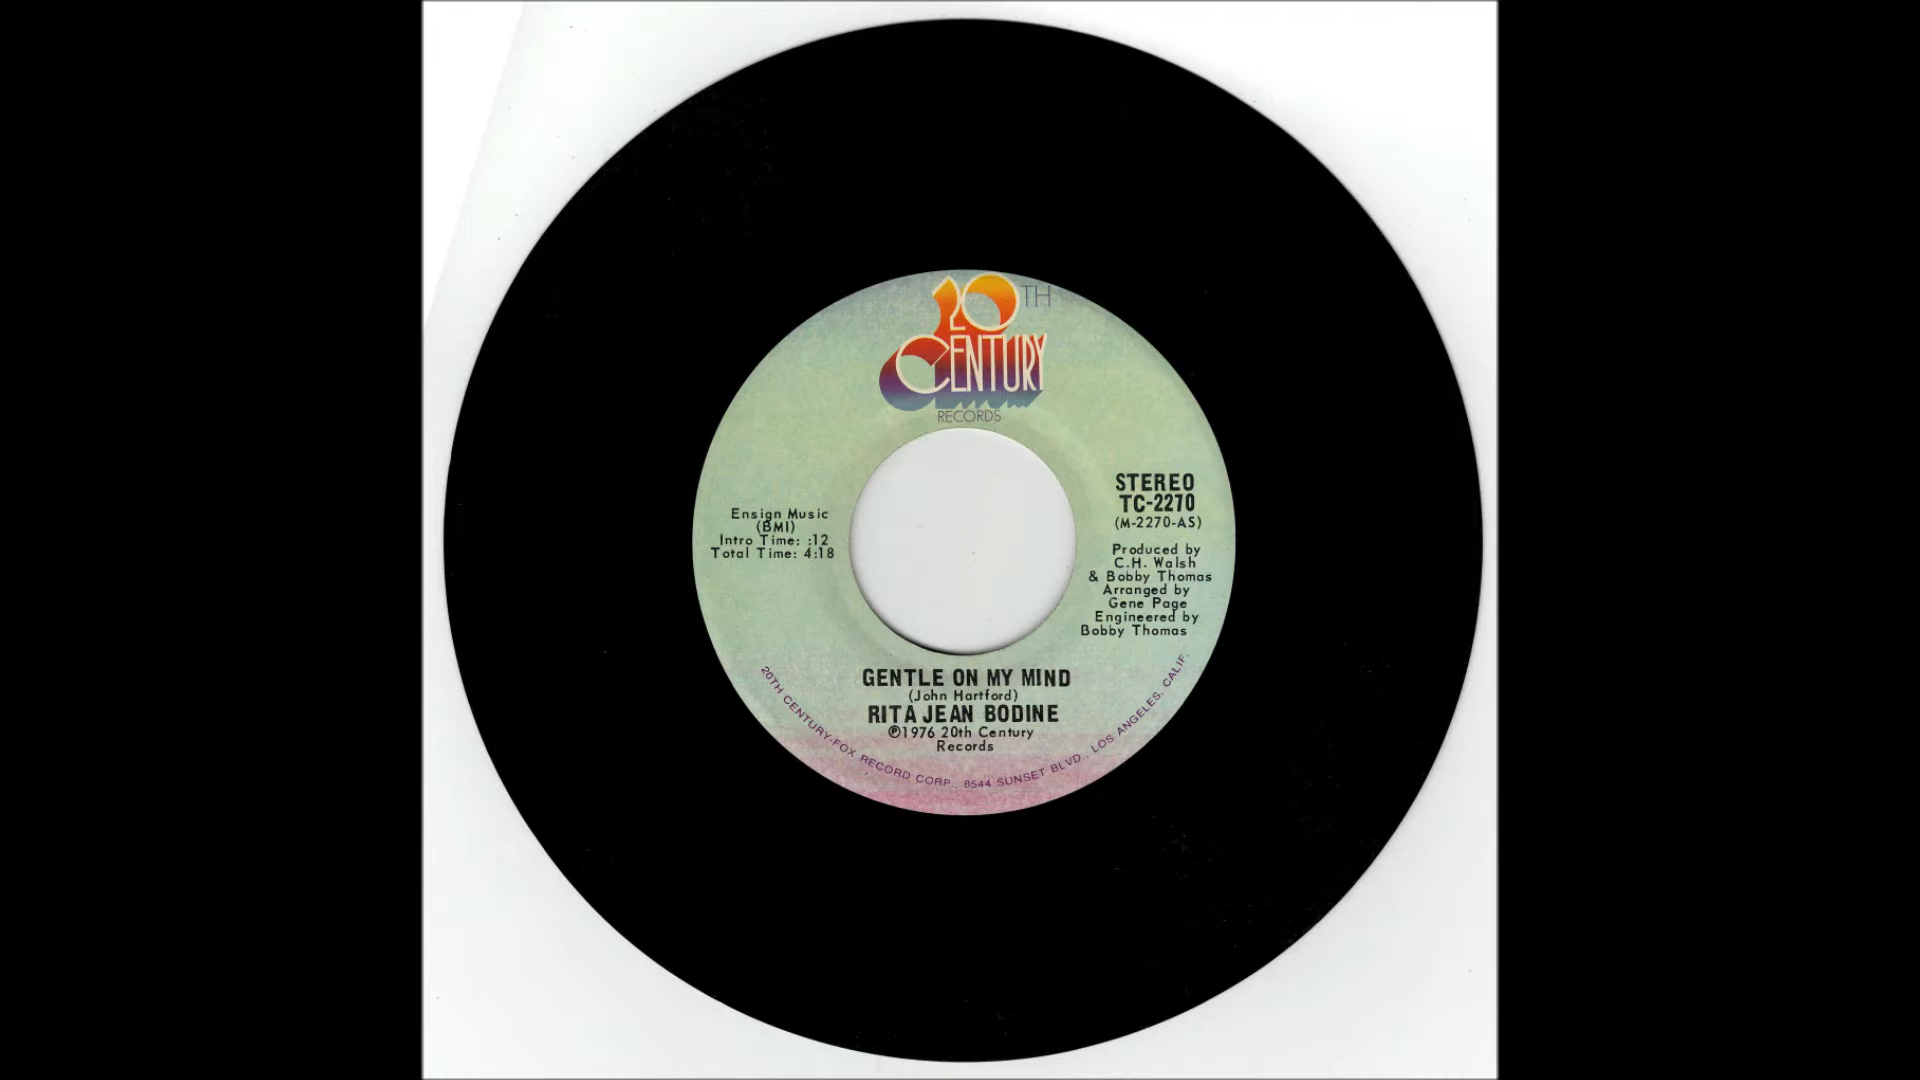 20TH
CENTURY
RECORDS
STEREO
TC-2270
(M-2270-AS)
Ensign Music
(BMI)
Intro Time: :12
Total Time: 4:18
Produced by
C.H. Walsh
& Bobby Thomas
Arranged by
Gene Page
Engineered by
Bobby Thomas
GENTLE ON MY MIND
(John Hartford)
RITA JEAN BODINE
℗1976 20th Century
Records
20TH CENTURY-FOX RECORD CORP., 8544 SUNSET BLVD., LOS ANGELES, CALIF.